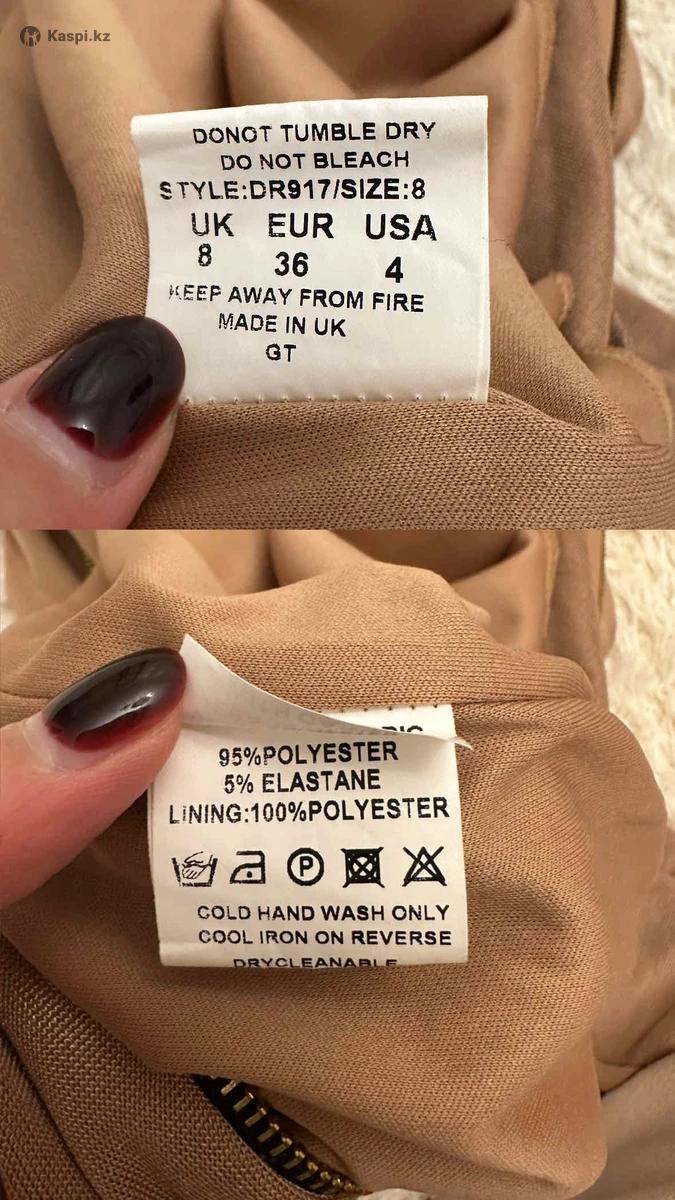 Kaspi.kz
DONOT TUMBLE DRY
DO NOT BLEACH
STYLE:DR917/SIZE:8
UK EUR USA
8 36 4
KEEP AWAY FROM FIRE
MADE IN UK
GT
95%POLYESTER
5% ELASTANE
LINING:100%POLYESTER
P
COLD HAND WASH ONLY
COOL IRON ON REVERSE
DRYCLEANABLE